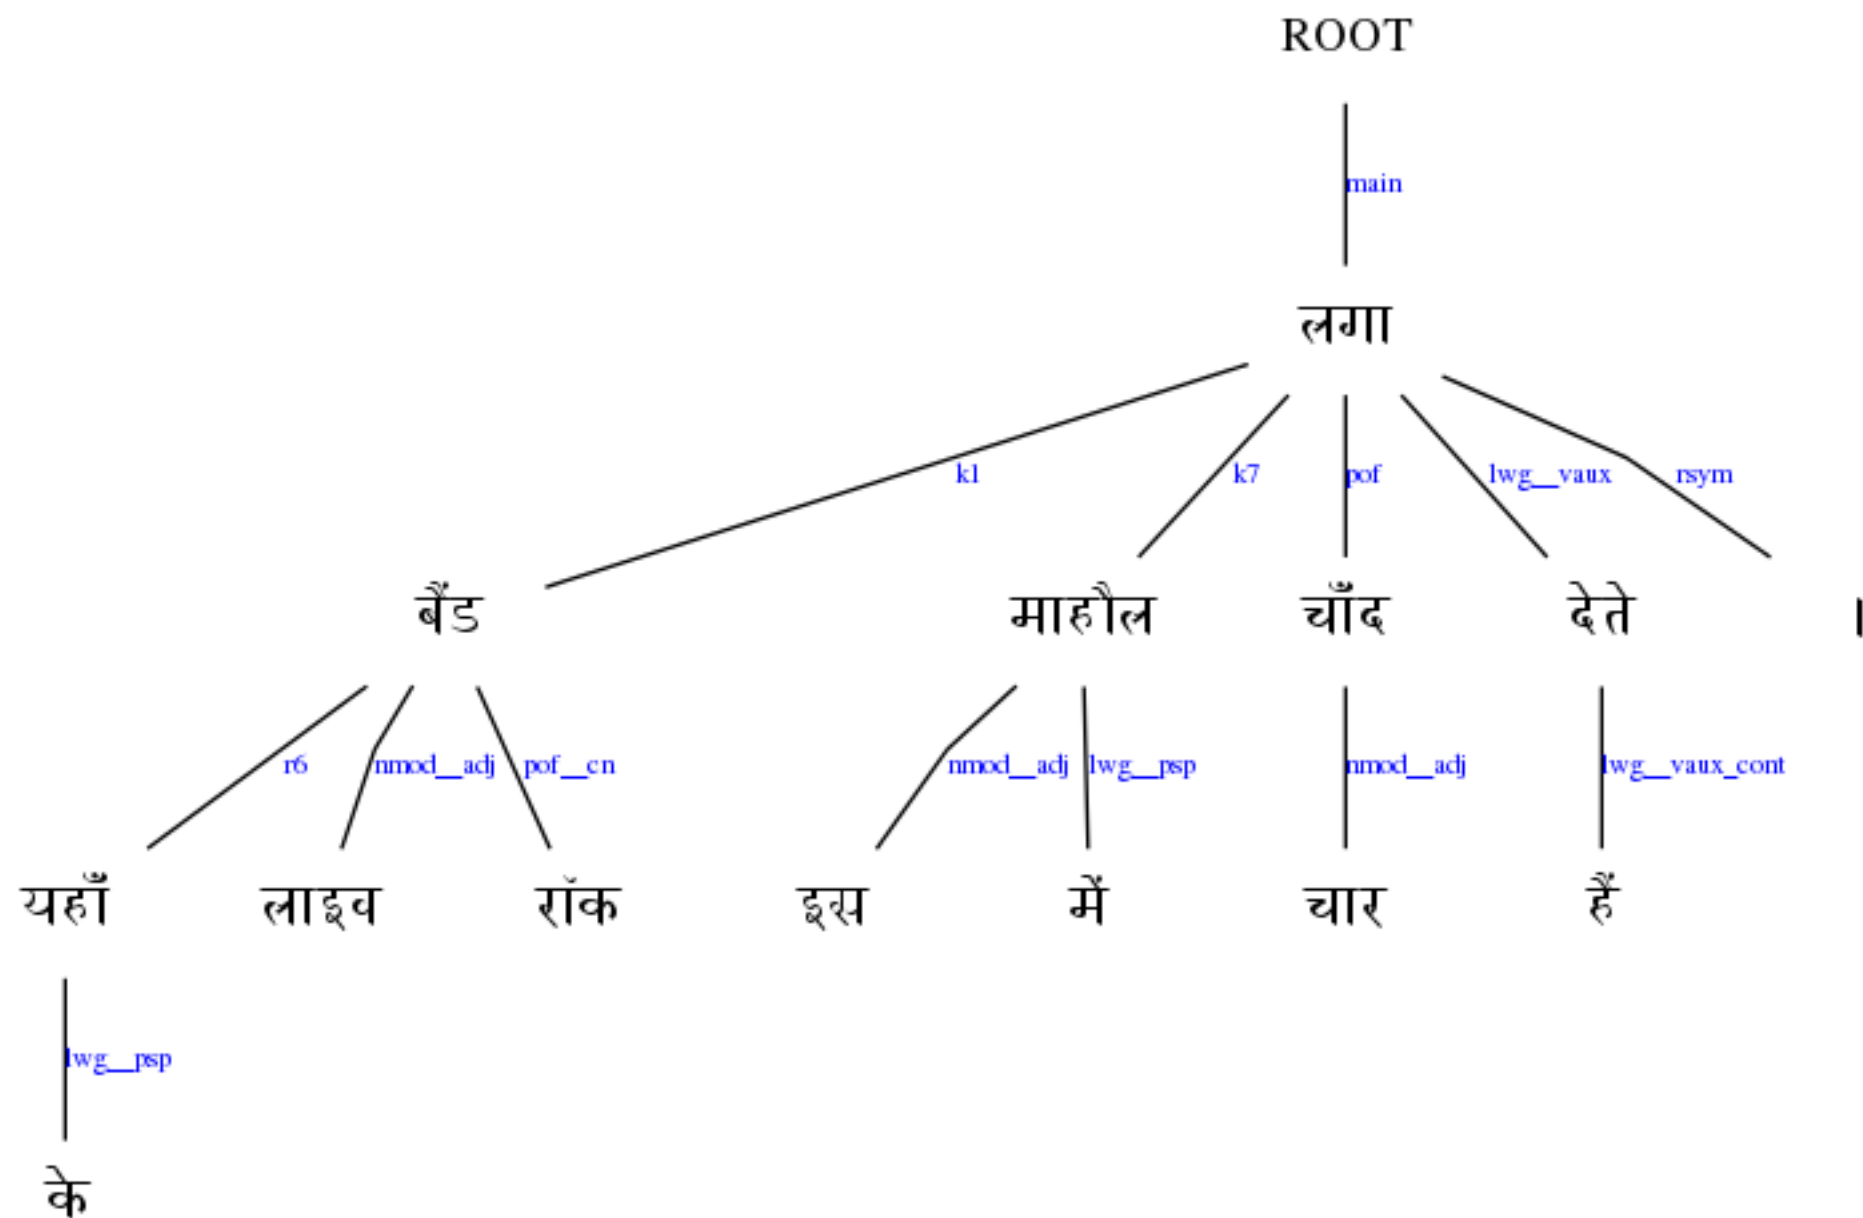 ROOT
main
लगा
k1 k7 pof lwg__vaux rsym
बैंड माहौल चाँद देते ।
r6 nmod__adj pof__cn nmod__adj lwg__psp nmod__adj lwg__vaux_cont
यहाँ लाइव रॉक इस में चार हैं
lwg__psp
के